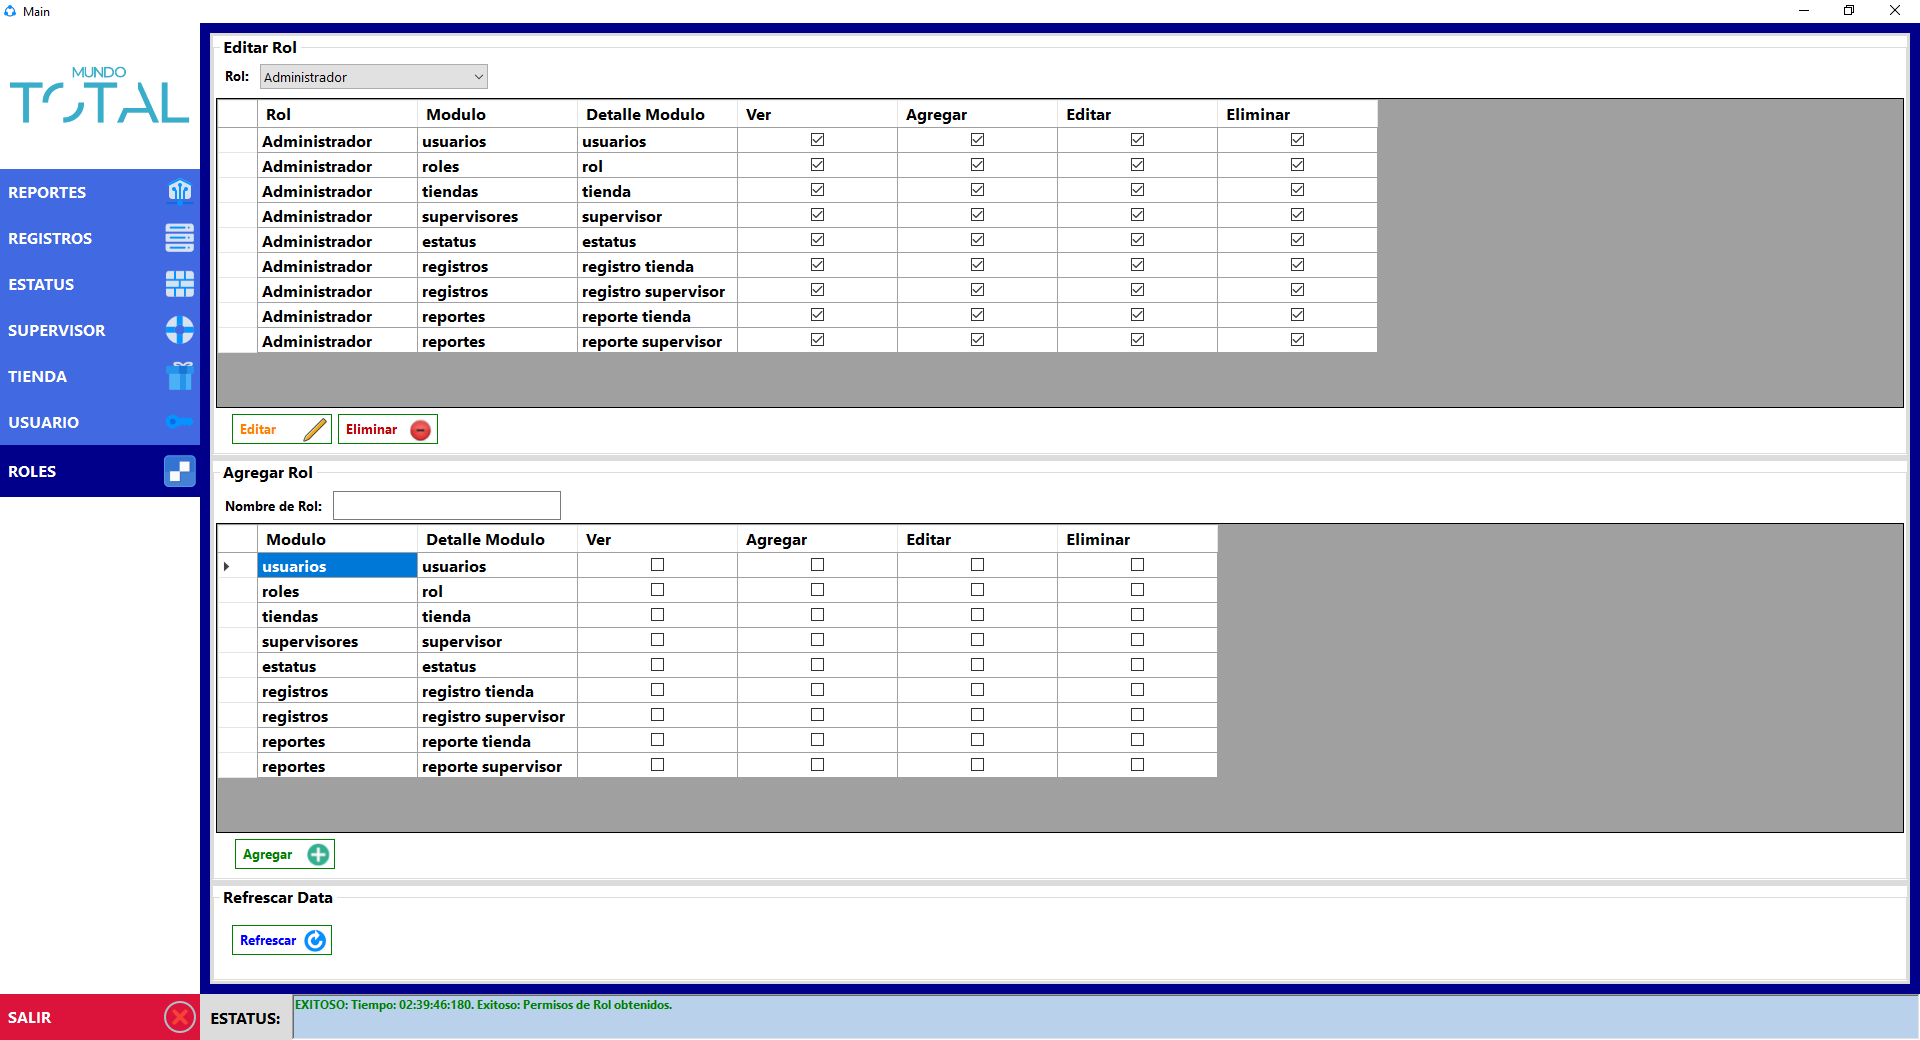 Main
MUNDO
TOTAL
REPORTES
REGISTROS
ESTATUS
SUPERVISOR
TIENDA
USUARIO
ROLES
SALIR
Editar Rol
Rol: Administrador
Rol Modulo Detalle Modulo Ver Agregar Editar Eliminar
Administrador usuarios usuarios
Administrador roles rol
Administrador tiendas tienda
Administrador supervisores supervisor
Administrador estatus estatus
Administrador registros registro tienda
Administrador registros registro supervisor
Administrador reportes reporte tienda
Administrador reportes reporte supervisor
Editar Eliminar
Agregar Rol
Nombre de Rol:
Modulo Detalle Modulo Ver Agregar Editar Eliminar
usuarios usuarios
roles rol
tiendas tienda
supervisores supervisor
estatus estatus
registros registro tienda
registros registro supervisor
reportes reporte tienda
reportes reporte supervisor
Agregar
Refrescar Data
Refrescar
ESTATUS: EXITOSO: Tiempo: 02:39:46:180. Exitoso: Permisos de Rol obtenidos.